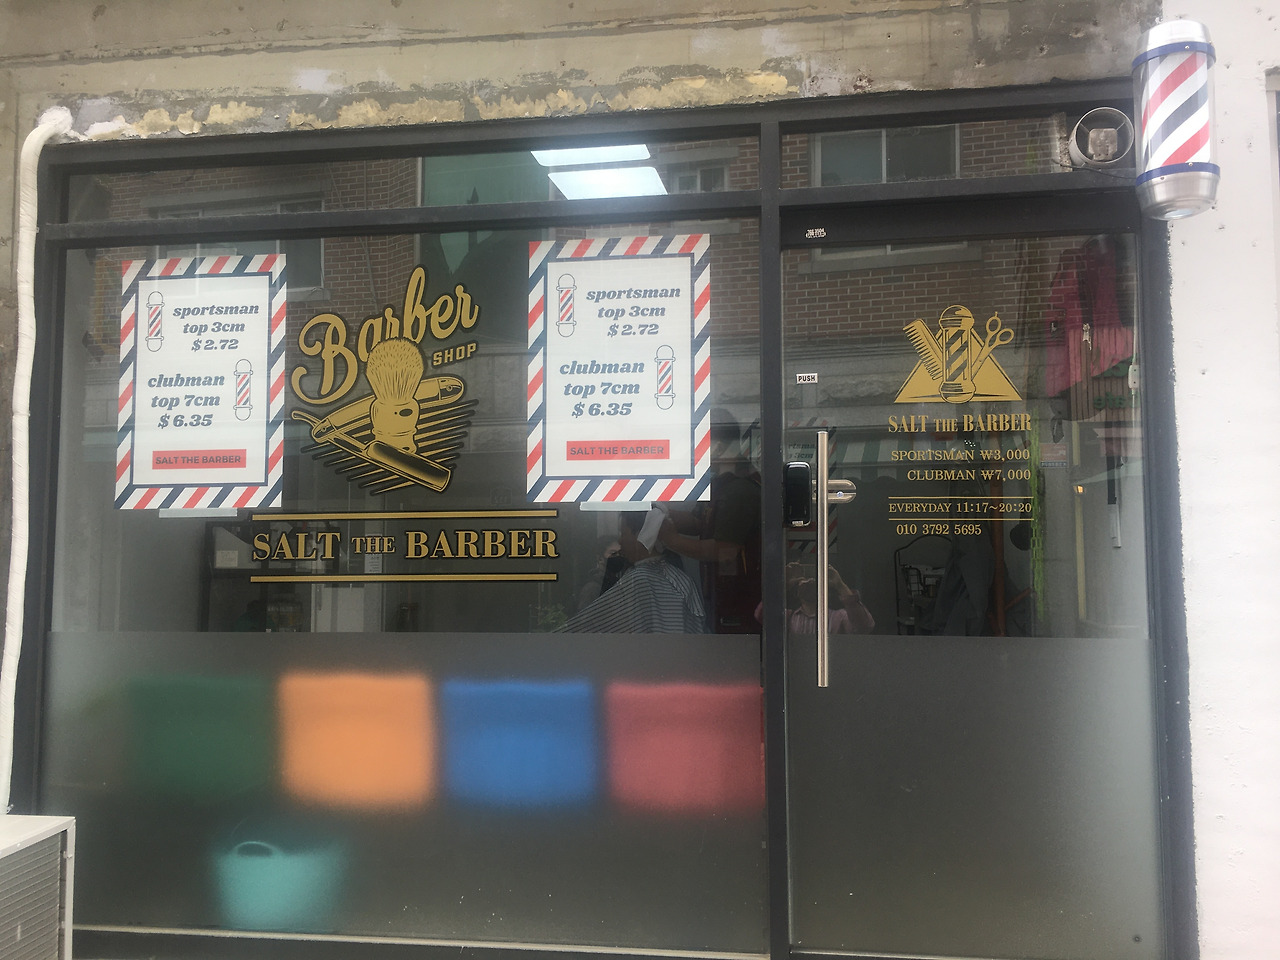 sportsman
top 3cm
$ 2.72
clubman
top 7cm
$ 6.35
SALT THE BARBER
Barber
SHOP
SALT THE BARBER
sportsman
top 3cm
$ 2.72
clubman
top 7cm
$ 6.35
SALT THE BARBER
PUSH
SALT THE BARBER
SPORTSMAN ₩3,000
CLUBMAN ₩7,000
EVERYDAY 11:17~20:20
010 3792 5695